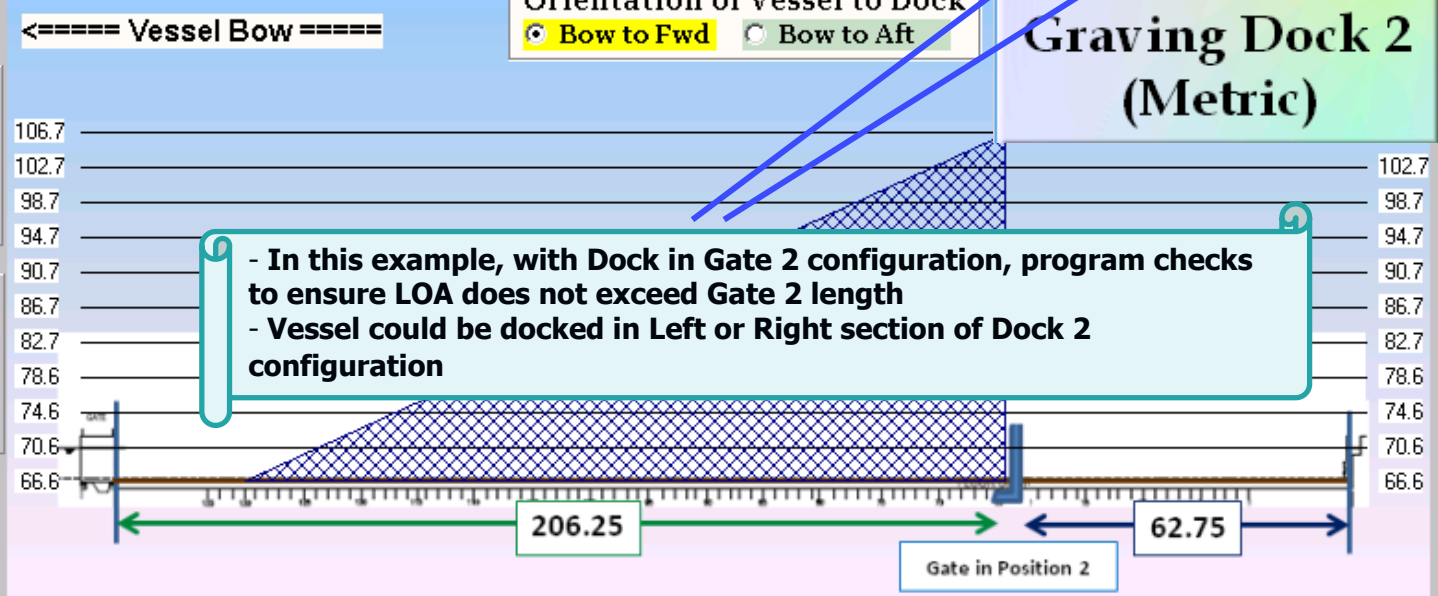 Orientation of Vessel to Dock
<===== Vessel Bow =====
Bow to Fwd Bow to Aft
Graving Dock 2
(Metric)
106.7
102.7 102.7
98.7 98.7
94.7 94.7
- In this example, with Dock in Gate 2 configuration, program checks
90.7 90.7
to ensure LOA does not exceed Gate 2 length
86.7 86.7
- Vessel could be docked in Left or Right section of Dock 2
82.7 82.7
configuration
78.6 78.6
74.6 74.6
GATE
70.6 70.6
66.6 66.6
206.25 62.75
Gate in Position 2